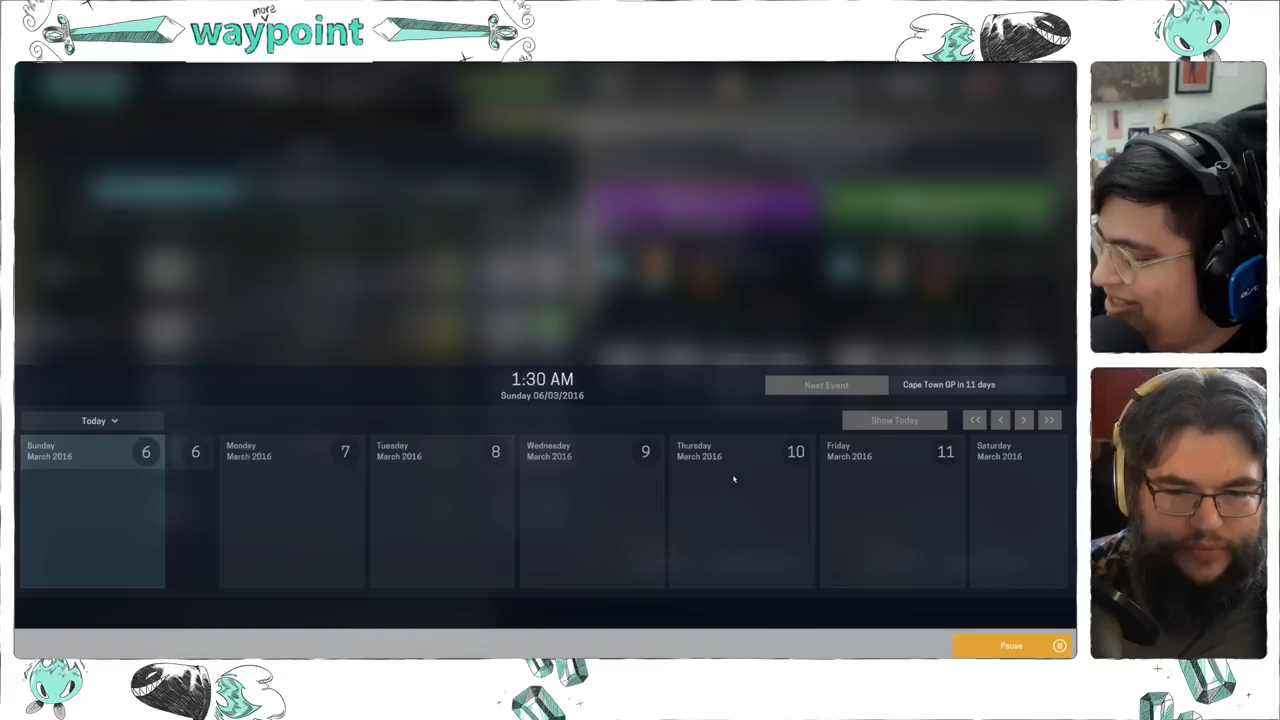 more
waypoint
1:30 AM
Sunday 06/03/2016
Next Event
Cape Town GP in 11 days
Today
Show Today
<< < > >>
Sunday
March 2016
6
6
Monday
March 2016
7
Tuesday
March 2016
8
Wednesday
March 2016
9
Thursday
March 2016
10
Friday
March 2016
11
Saturday
March 2016
Pause